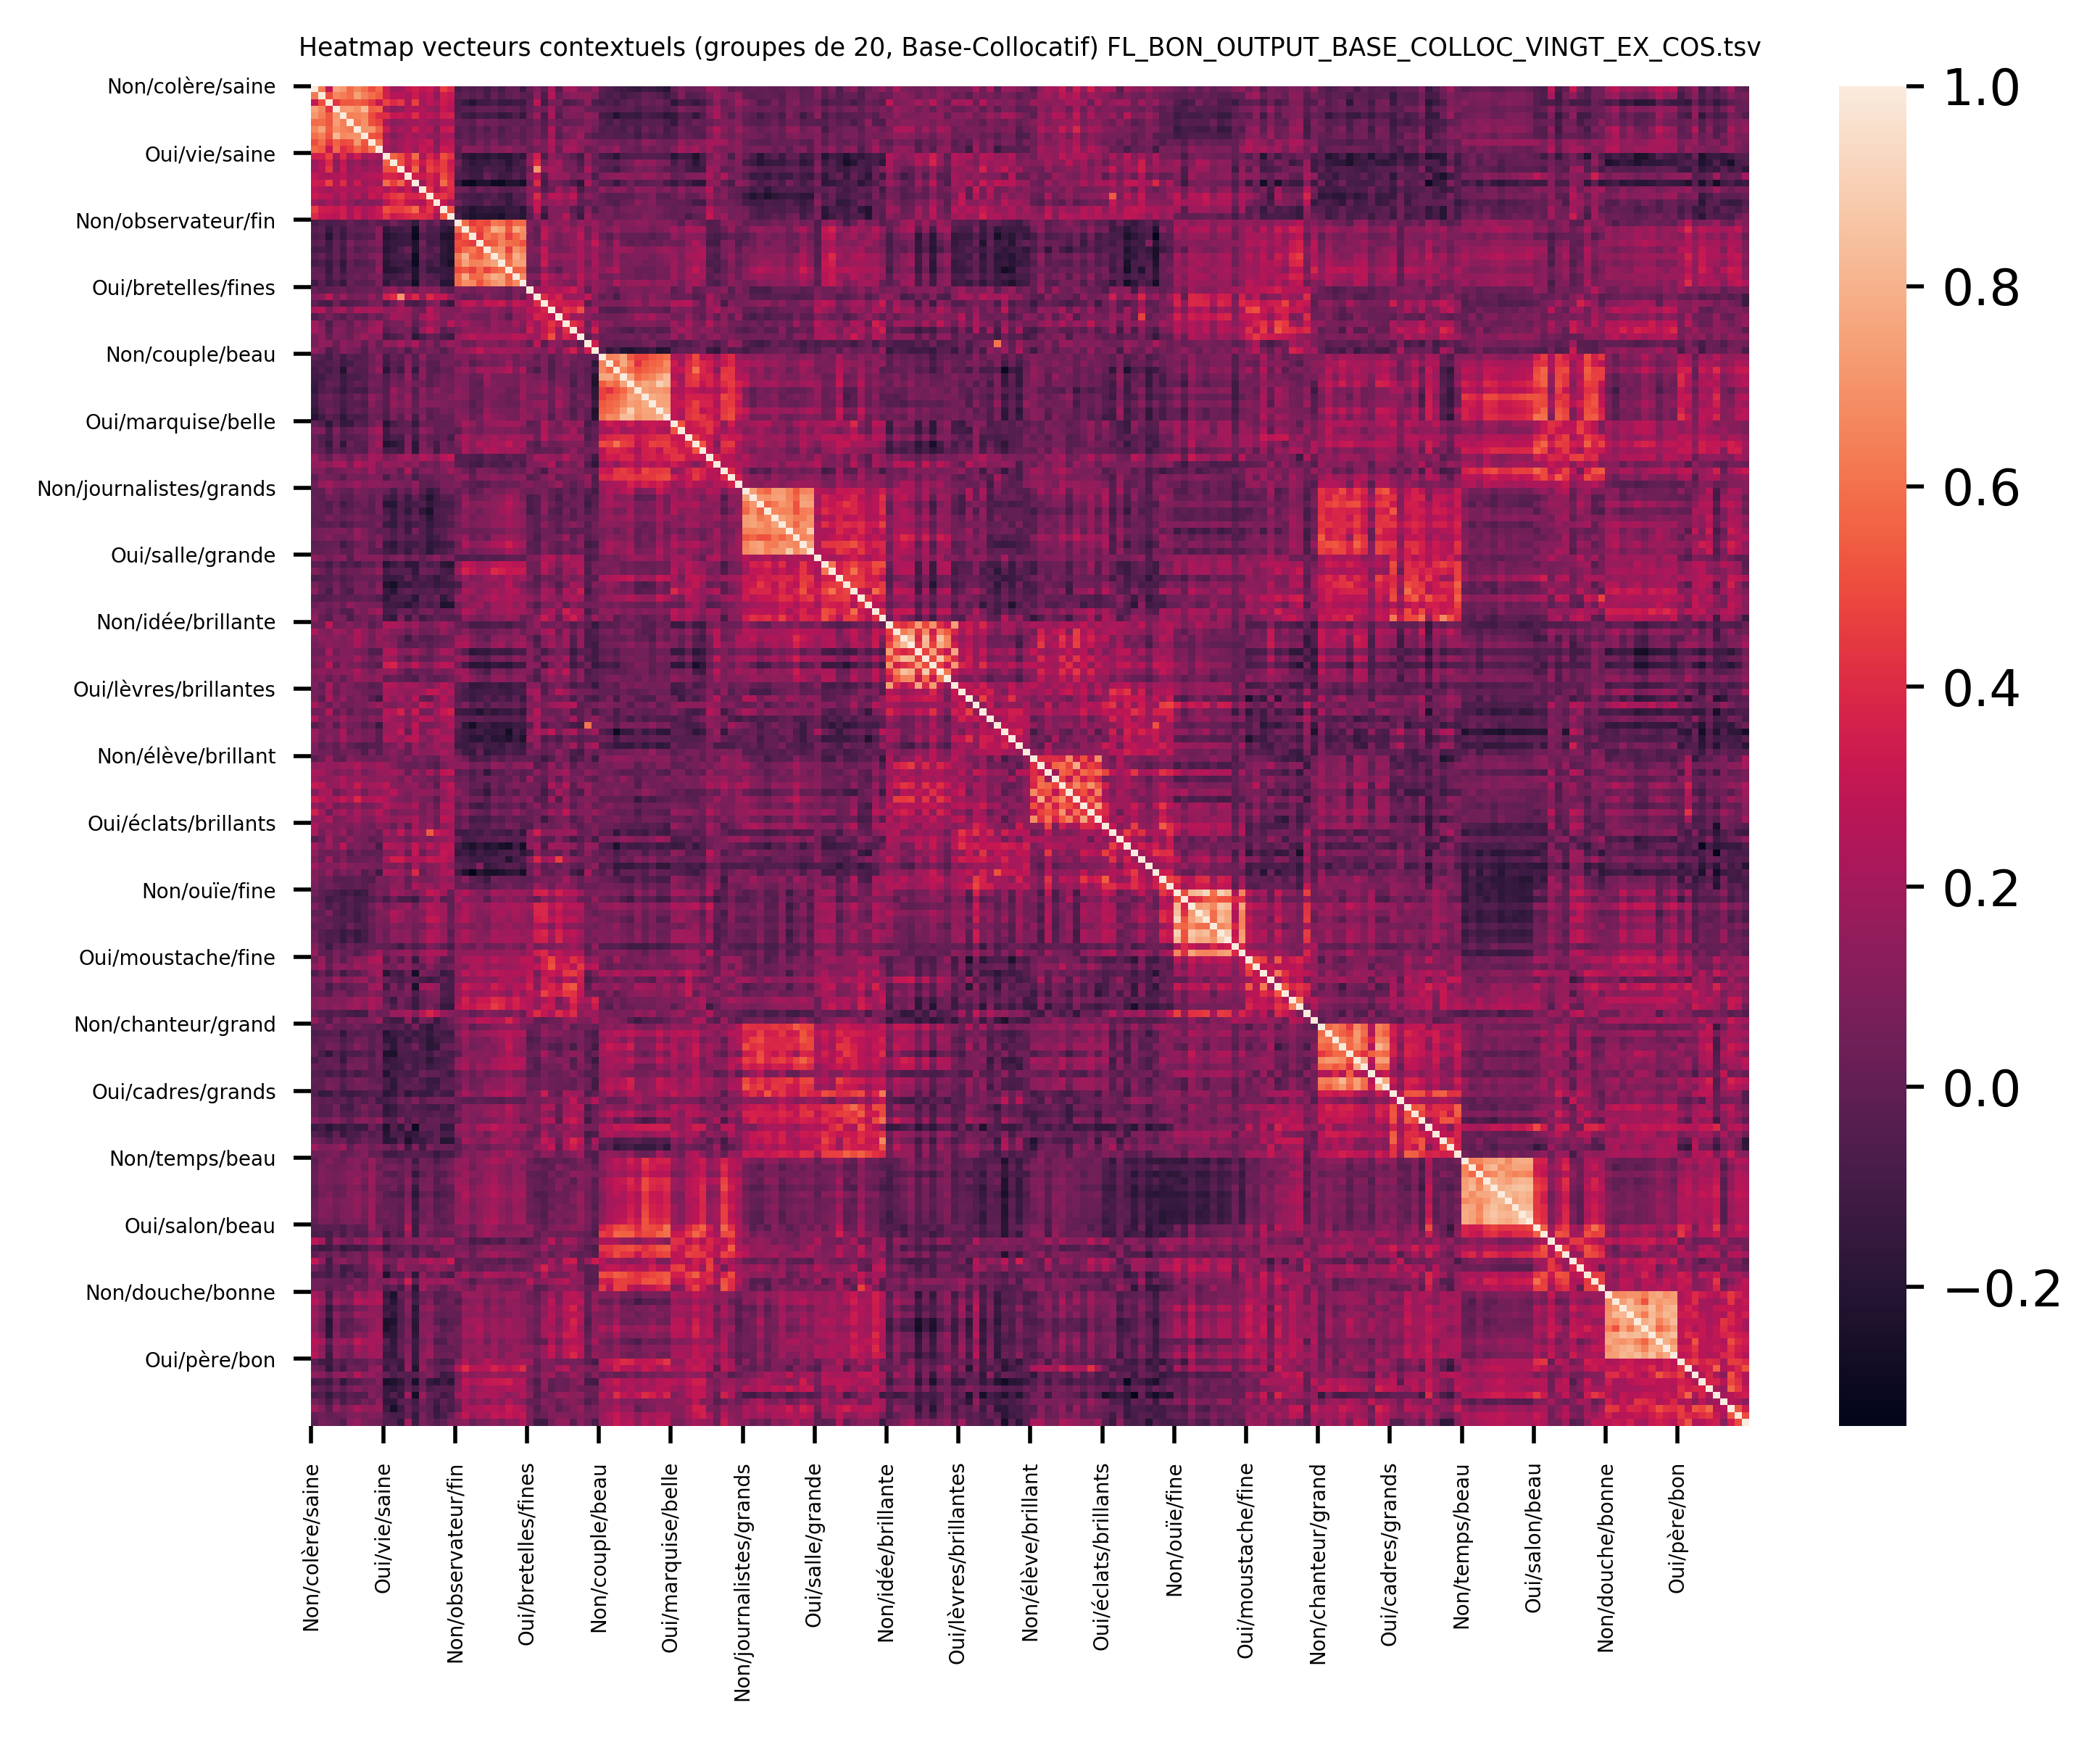 Heatmap vecteurs contextuels (groupes de 20, Base-Collocatif) FL_BON_OUTPUT_BASE_COLLOC_VINGT_EX_COS.tsv
Non/colère/saine
Oui/vie/saine
Non/observateur/fin
Oui/bretelles/fines
Non/couple/beau
Oui/marquise/belle
Non/journalistes/grands
Oui/salle/grande
Non/idée/brillante
Oui/lèvres/brillantes
Non/élève/brillant
Oui/éclats/brillants
Non/ouïe/fine
Oui/moustache/fine
Non/chanteur/grand
Oui/cadres/grands
Non/temps/beau
Oui/salon/beau
Non/douche/bonne
Oui/père/bon
Non/colère/saine
Oui/vie/saine
Non/observateur/fin
Oui/bretelles/fines
Non/couple/beau
Oui/marquise/belle
Non/journalistes/grands
Oui/salle/grande
Non/idée/brillante
Oui/lèvres/brillantes
Non/élève/brillant
Oui/éclats/brillants
Non/ouïe/fine
Oui/moustache/fine
Non/chanteur/grand
Oui/cadres/grands
Non/temps/beau
Oui/salon/beau
Non/douche/bonne
Oui/père/bon
1.0
0.8
0.6
0.4
0.2
0.0
−0.2